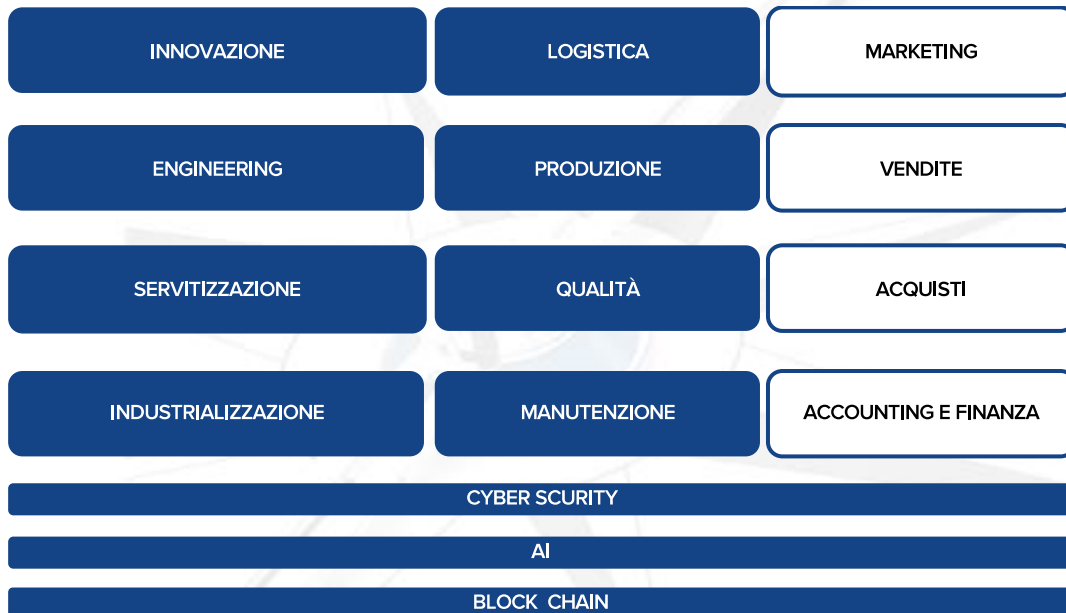 INNOVAZIONE
LOGISTICA
MARKETING
ENGINEERING
PRODUZIONE
VENDITE
SERVITIZZAZIONE
QUALITÀ
ACQUISTI
INDUSTRIALIZZAZIONE
MANUTENZIONE
ACCOUNTING E FINANZA
CYBER SCURITY
AI
BLOCK CHAIN